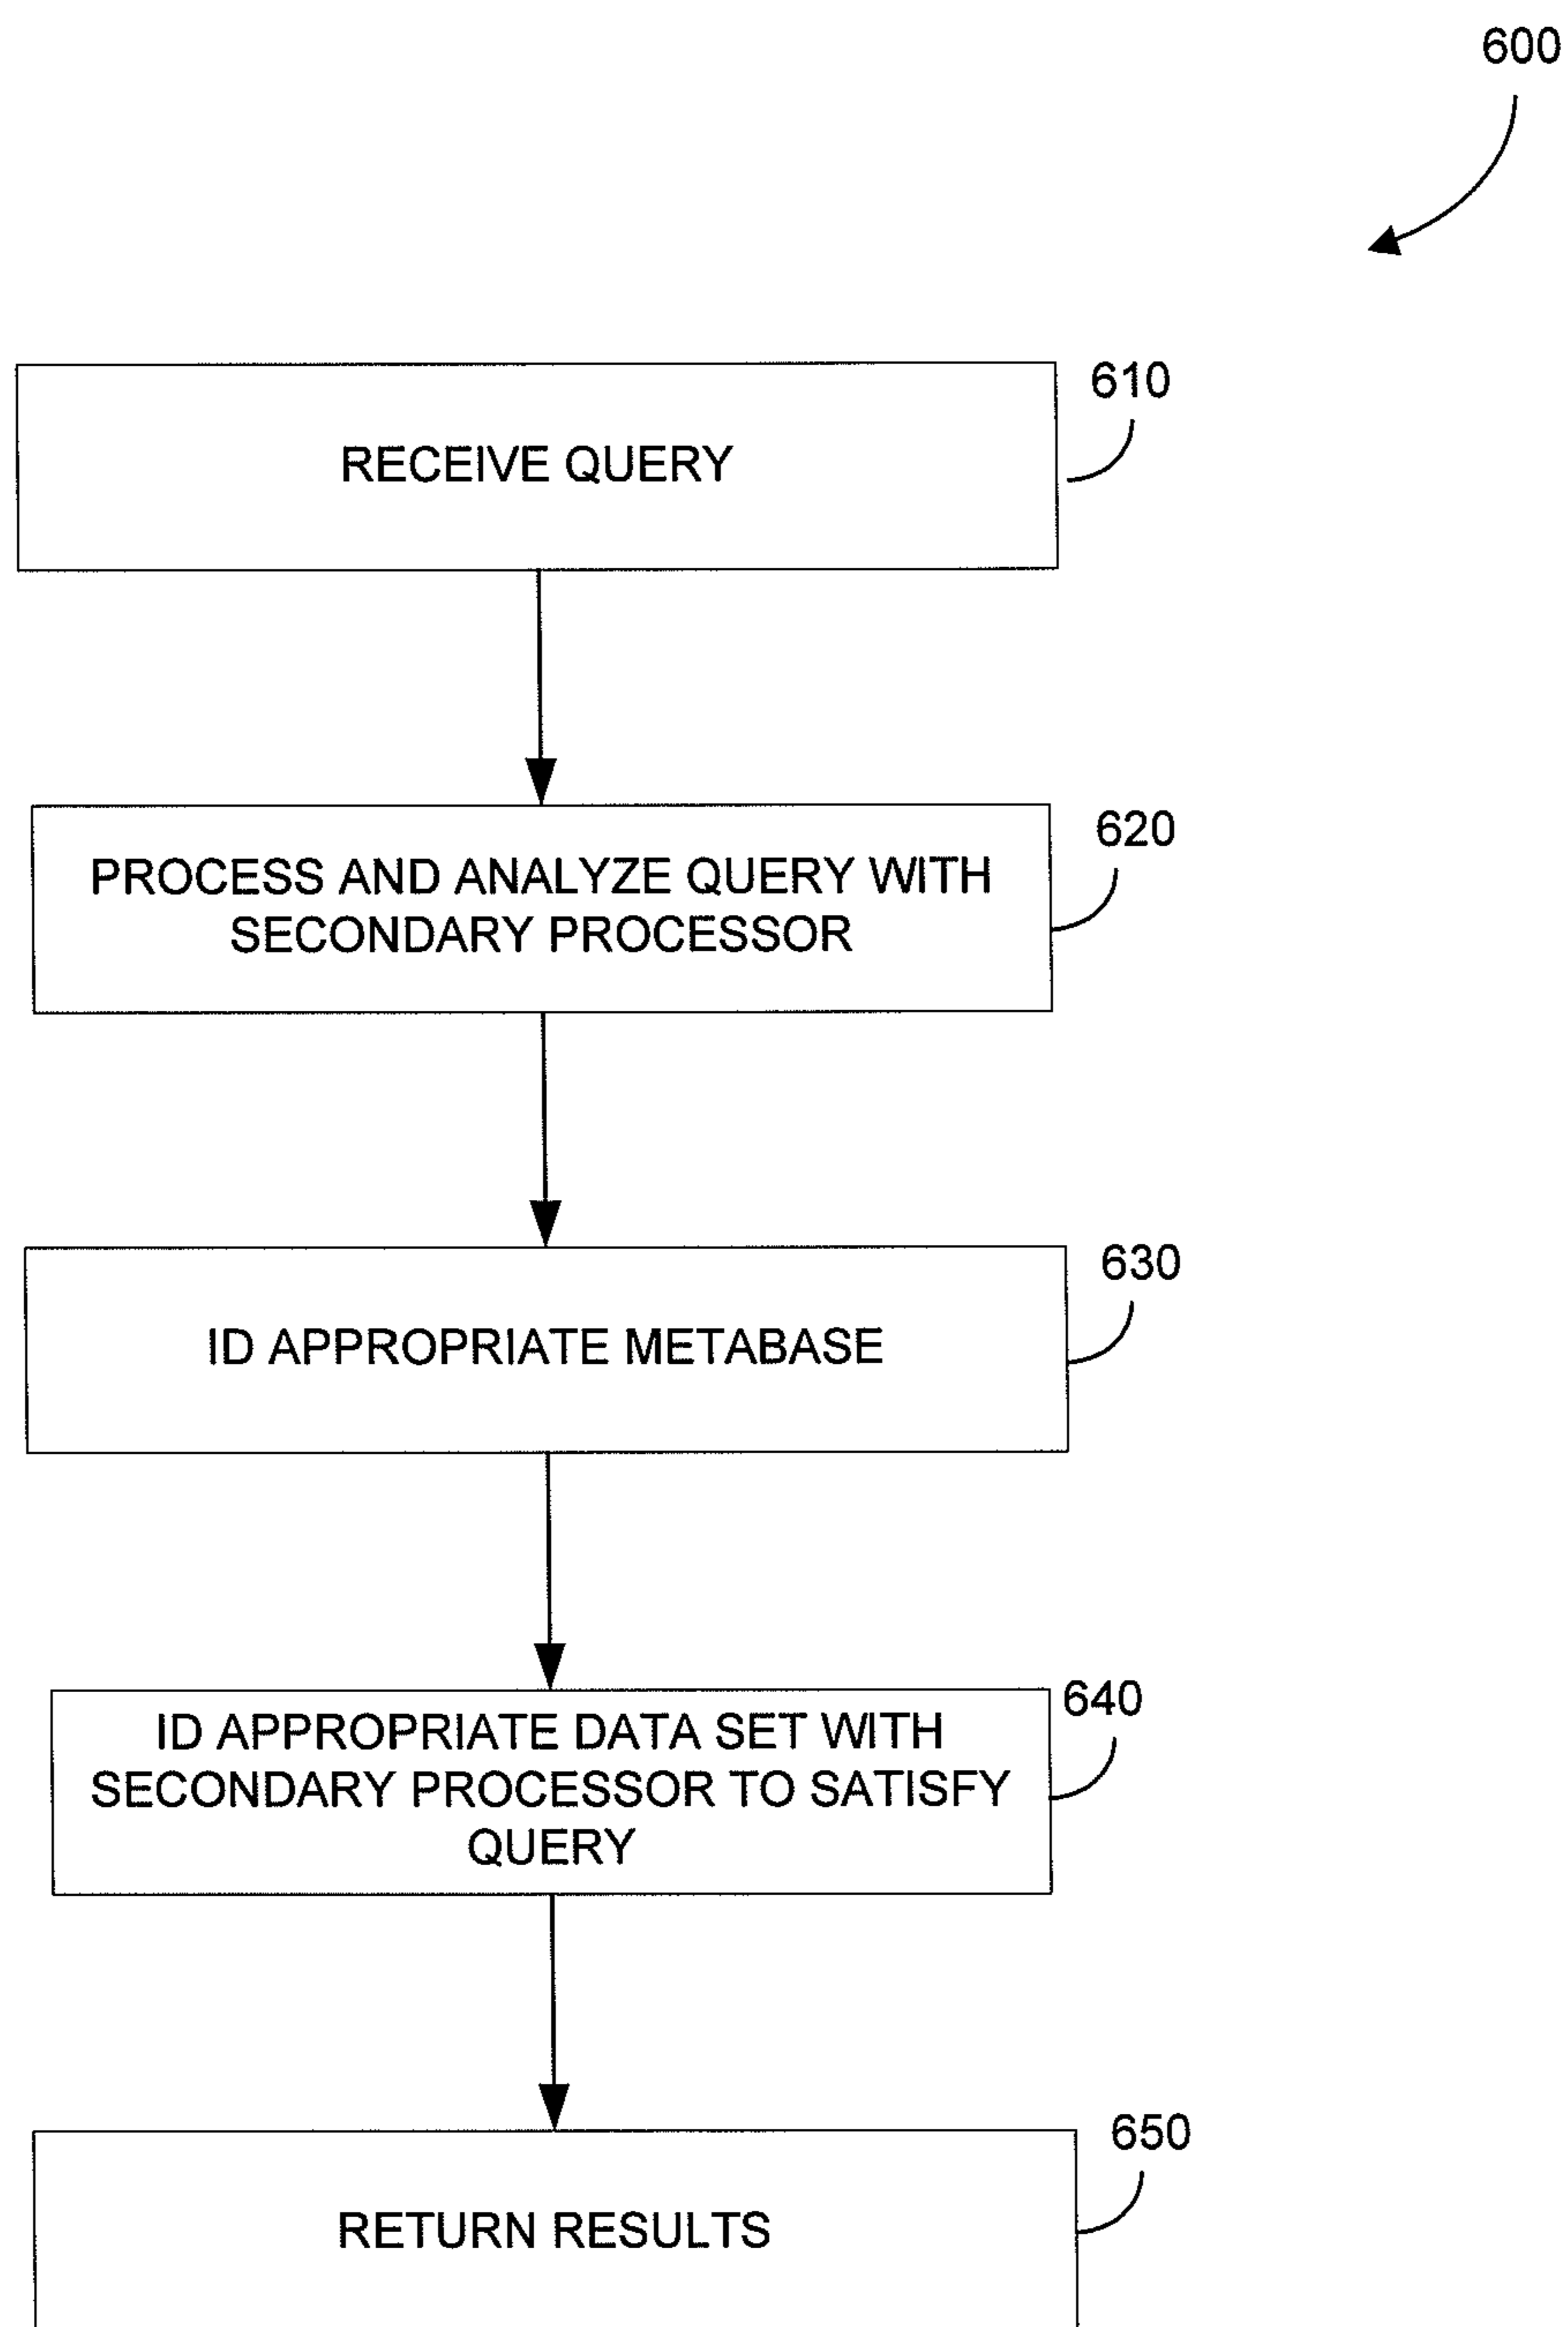 600
610
RECEIVE QUERY
620
PROCESS AND ANALYZE QUERY WITH
SECONDARY PROCESSOR
630
ID APPROPRIATE METABASE
640
ID APPROPRIATE DATA SET WITH
SECONDARY PROCESSOR TO SATISFY
QUERY
650
RETURN RESULTS